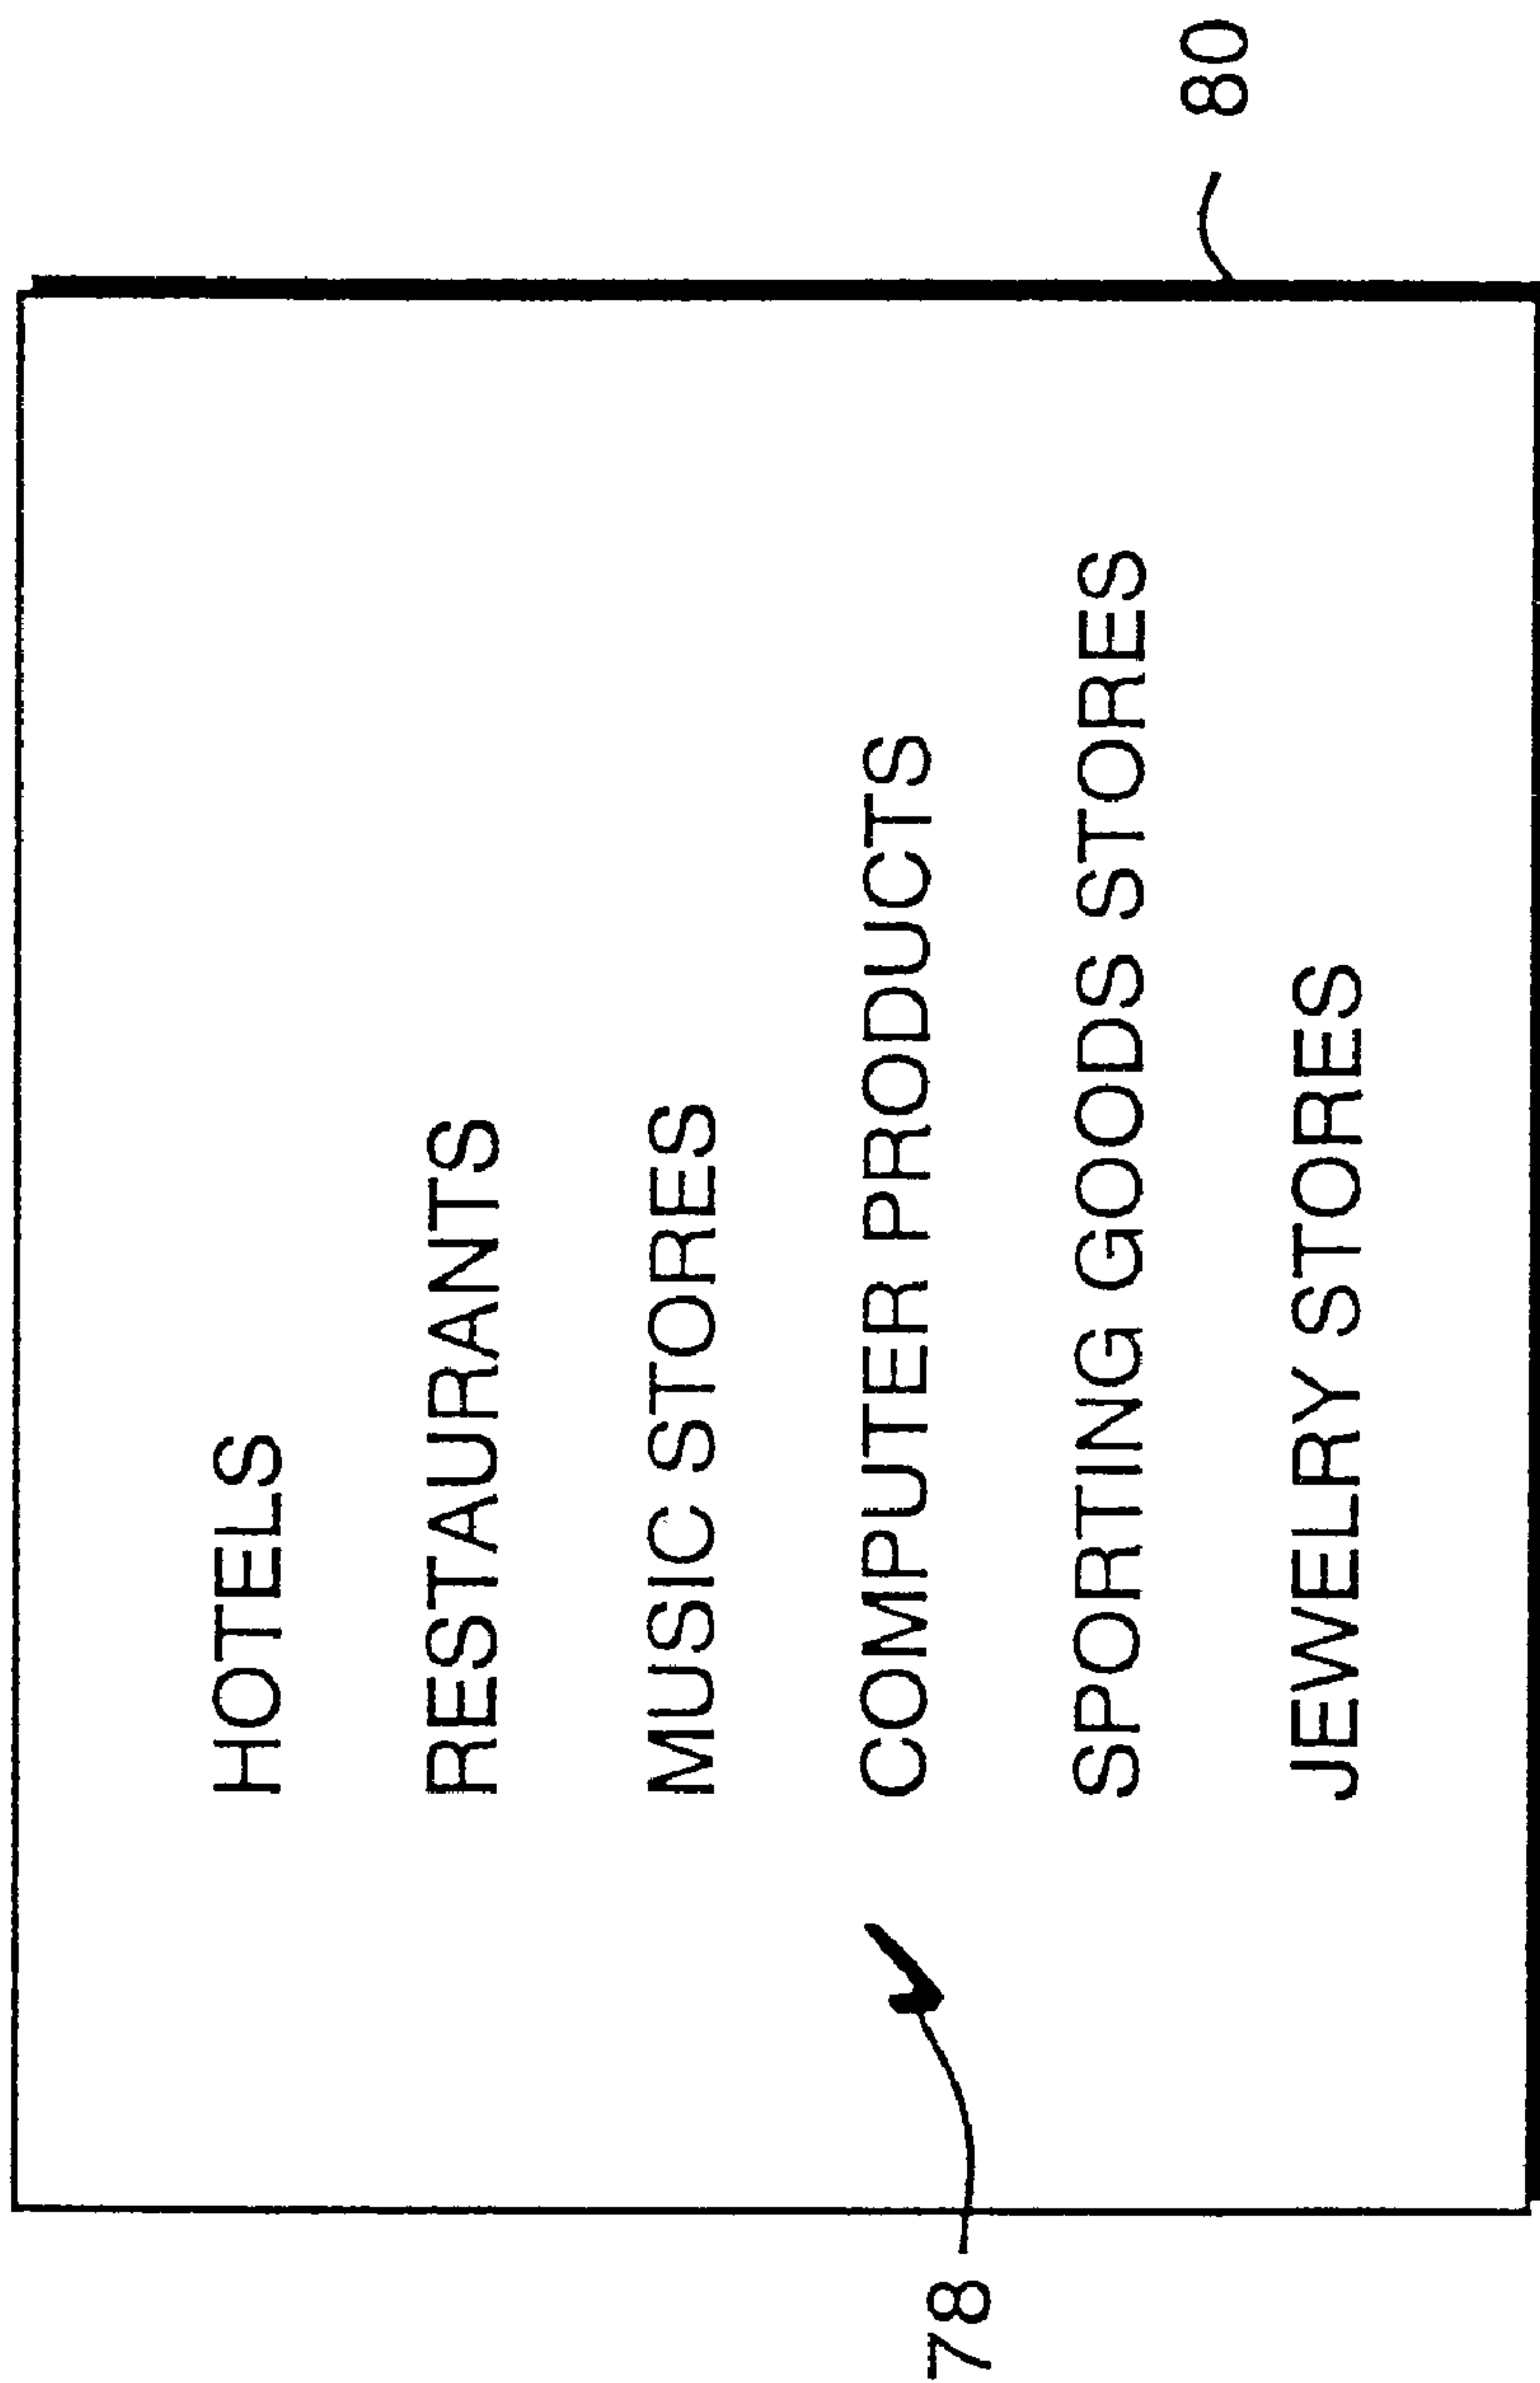 80
HOTELS
RESTAURANTS
MUSIC STORES
78 COMPUTER PRODUCTS
SPORTING GOODS STORES
JEWELRY STORES